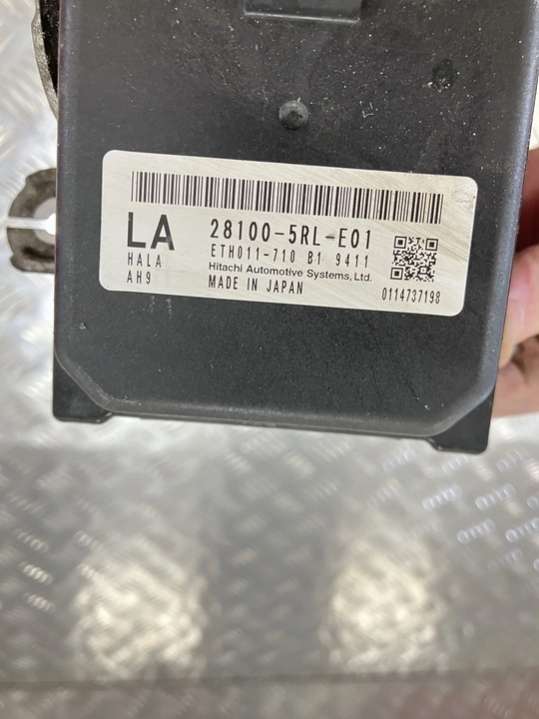 LA 28100-5RL-E01
HALA ETH011-710 B1 9411
AH9 Hitachi Automotive Systems, Ltd.
MADE IN JAPAN 0114737198